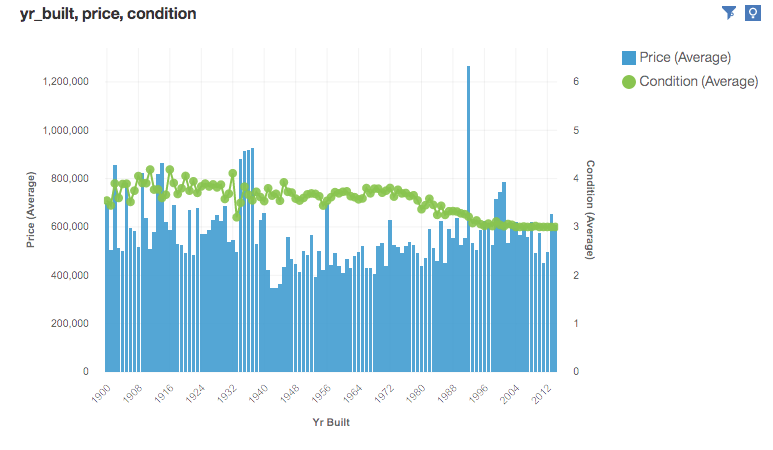 yr_built, price, condition
Price (Average)
Condition (Average)
1,200,000
1,000,000
800,000
600,000
400,000
200,000
0
Price (Average)
6
5
4
3
2
1
0
Condition (Average)
1900 1908 1916 1924 1932 1940 1948 1956 1964 1972 1980 1988 1996 2004 2012
Yr Built